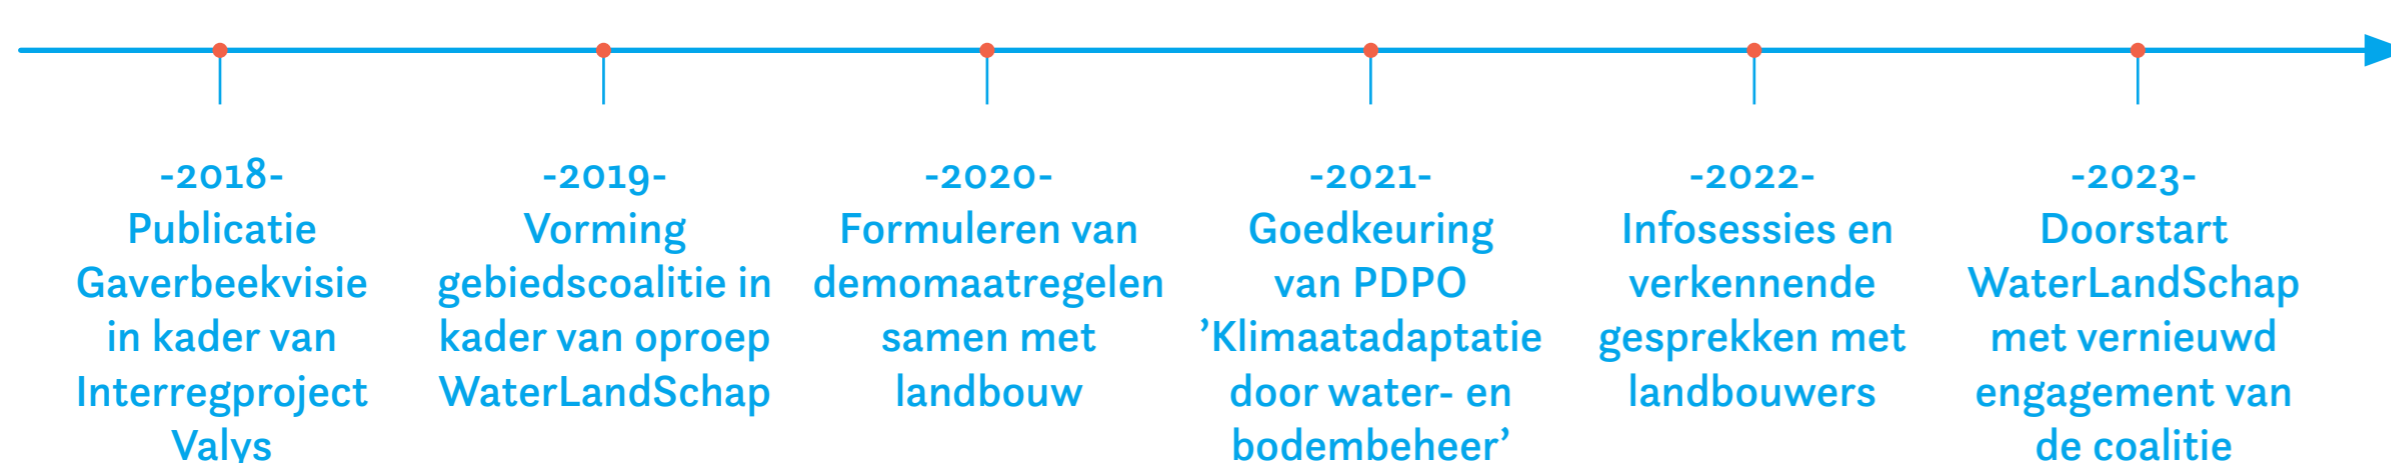 -2018-
Publicatie
Gaverbeekvisie
in kader van
Interregproject
Valys
-2019-
Vorming
gebiedscoalitie in
kader van oproep
WaterLandSchap
-2020-
Formuleren van
demomaatregelen
samen met
landbouw
-2021-
Goedkeuring
van PDPO
’Klimaatadaptatie
door water- en
bodembeheer’
-2022-
Infosessies en
verkennende
gesprekken met
landbouwers
-2023-
Doorstart
WaterLandSchap
met vernieuwd
engagement van
de coalitie